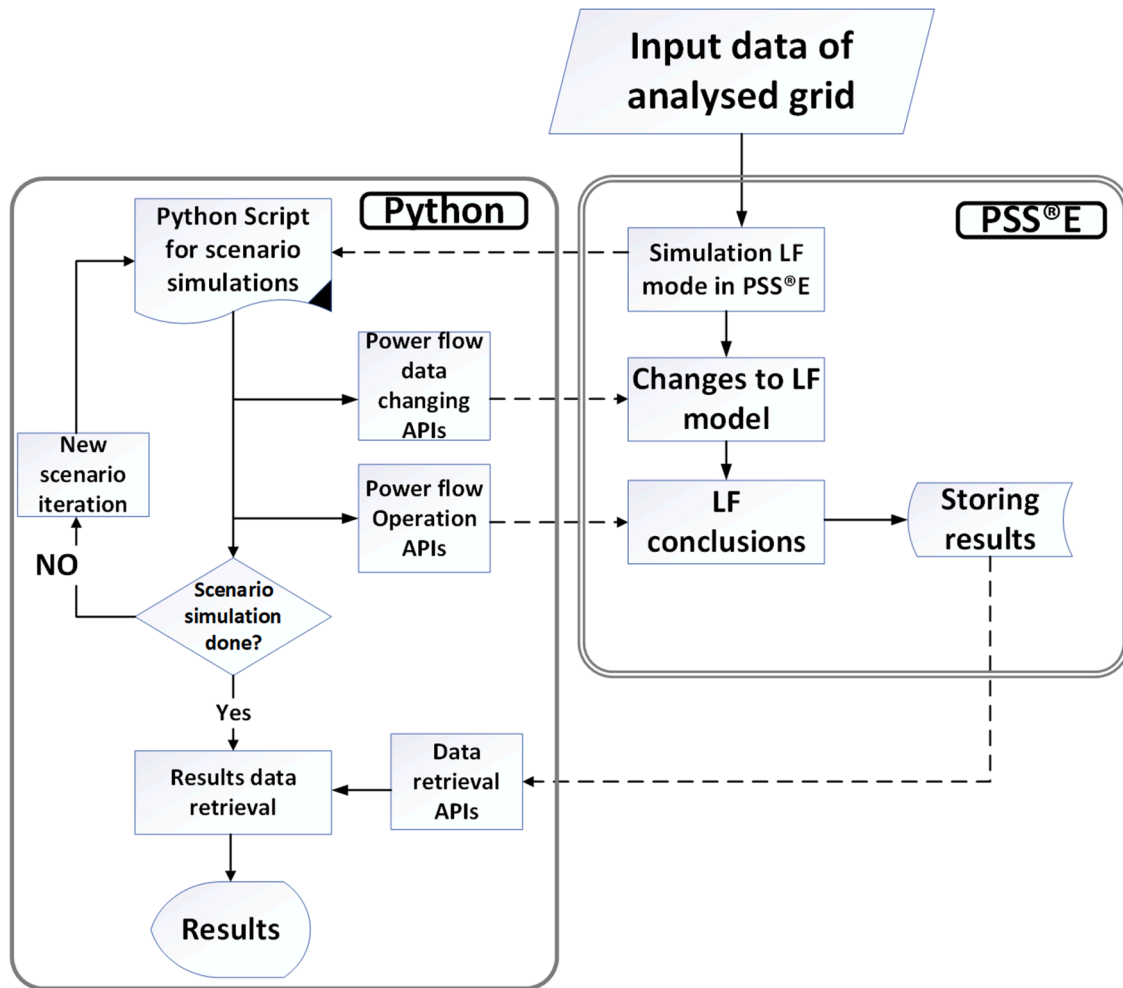 Input data of
analysed grid
Python
PSS®E
Python Script
for scenario
simulations
Simulation LF
mode in PSS®E
Power flow
data
changing
APIs
Changes to LF
model
New
scenario
iteration
Power flow
Operation
APIs
LF
conclusions
Storing
results
NO
Scenario
simulation
done?
Yes
Results data
retrieval
Data
retrieval
APIs
Results